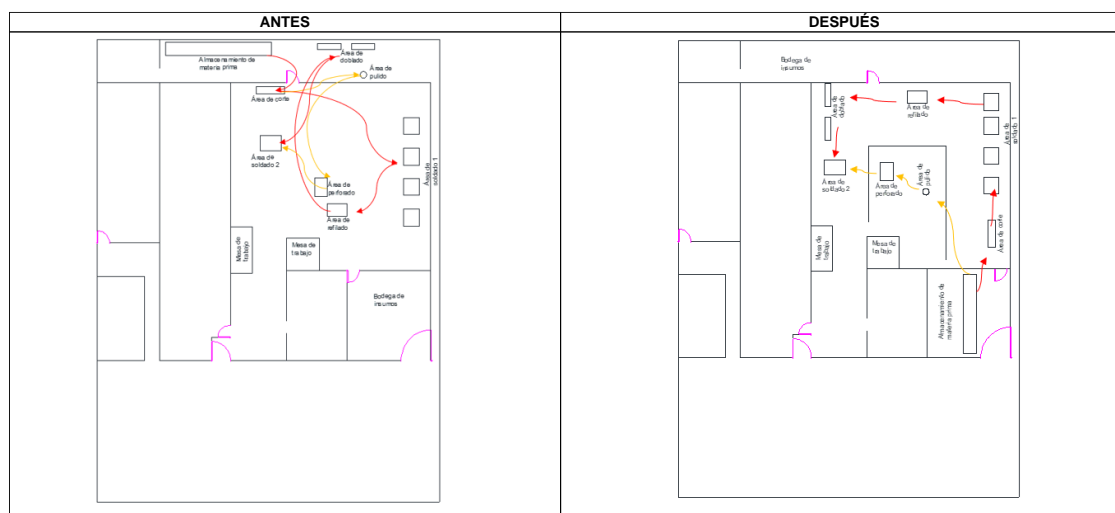 ANTES
DESPUÉS
Almacenamiento de
materia prima
Área de
doblado
Área de
pulido
Área de corte
Área de
soldado 2
Área de
perforado
Área de
refilado
Área de
soldado 1
Mesa de
trabajo
Mesa de
trabajo
Bodega de
insumos
Bodega de
insumos
Área de
doblado
Área de
refilado
Área de
soldado 1
Área de
soldado 2
Área de
perforado
Área de
pulido
Área de corte
Mesa de
trabajo
Mesa de
trabajo
Almacenamiento de
materia prima